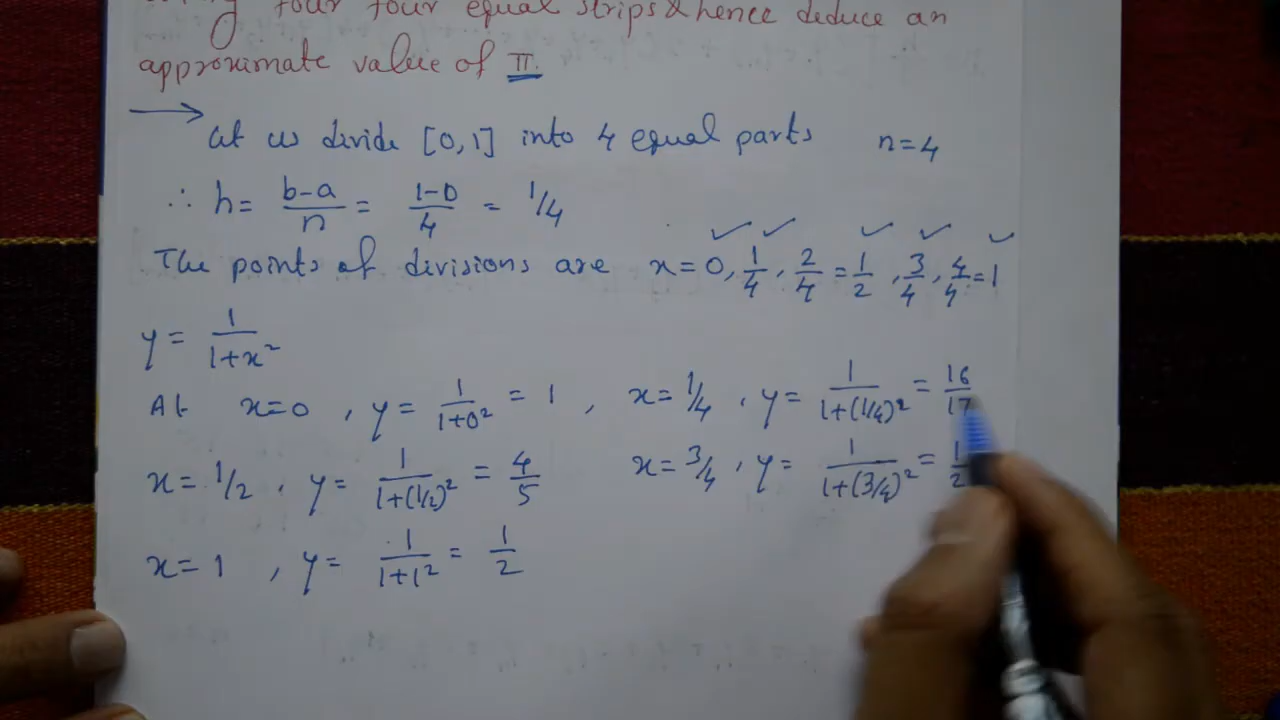 four four equal strips & hence deduce an
approximate value of π.
→ Let us divide [0,1] into 4 equal parts n=4
∴ h = b-a/n = 1-0/4 = 1/4
The points of divisions are x = 0, 1/4, 2/4 = 1/2, 3/4, 4/4 = 1
y = 1/1+x²
At x=0, y = 1/1+0² = 1, x = 1/4, y = 1/1+(1/4)² = 16/17
x = 1/2, y = 1/1+(1/2)² = 4/5 x = 3/4, y = 1/1+(3/4)² =
x = 1, y = 1/1+1² = 1/2